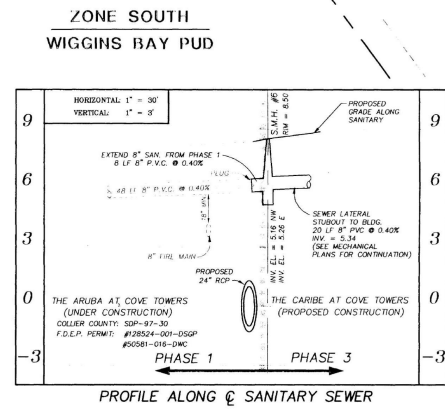 ZONE SOUTH
WIGGINS BAY PUD
HORIZONTAL: 1" = 30'
VERTICAL: 1" = 3'
9
6
3
0
-3
9
6
3
0
-3
S.M.H. #6
RIM = 8.50
PROPOSED
GRADE ALONG
SANITARY
EXTEND 8" SAN. FROM PHASE 1
8 LF 8" P.V.C. @ 0.40%
PLUG
48 LF 8" P.V.C. @ 0.40%
18" MIN.
8" FIRE MAIN
SEWER LATERAL
STUBOUT TO BLDG.
20 LF 8" PVC @ 0.40%
INV. = 5.34
(SEE MECHANICAL
PLANS FOR CONTINUATION)
INV. EL. = 5.16 NW
INV. EL. = 5.26 E
PROPOSED
24" RCP
THE ARUBA AT COVE TOWERS
(UNDER CONSTRUCTION)
COLLIER COUNTY: SDP-97-30
F.D.E.P. PERMIT: #128524-001-DSGP
#50581-016-DWC
THE CARIBE AT COVE TOWERS
(PROPOSED CONSTRUCTION)
PHASE 1
PHASE 3
PROFILE ALONG ℄ SANITARY SEWER